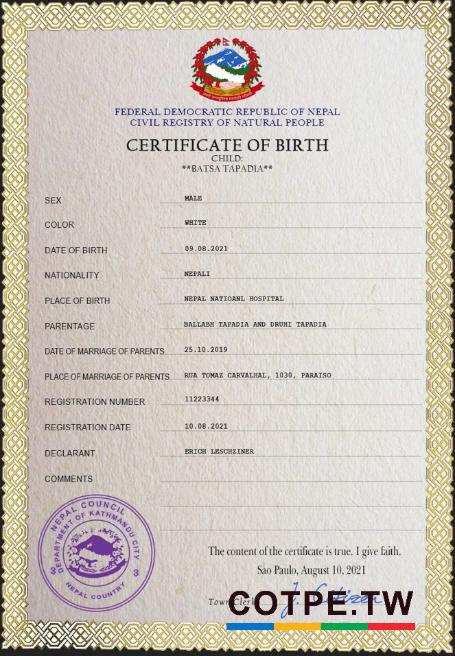 FEDERAL DEMOCRATIC REPUBLIC OF NEPAL
CIVIL REGISTRY OF NATURAL PEOPLE
CERTIFICATE OF BIRTH
CHILD:
**BATSA TAPADIA**
SEX MALE
COLOR WHITE
DATE OF BIRTH 09.08.2021
NATIONALITY NEPALI
PLACE OF BIRTH NEPAL NATIOANL HOSPITAL
PARENTAGE BALLABH TAPADIA AND DRUHI TAPADIA
DATE OF MARRIAGE OF PARENTS 25.10.2019
PLACE OF MARRIAGE OF PARENTS RUA TOMAZ CARVALHAL, 1030, PARAISO
REGISTRATION NUMBER 11223344
REGISTRATION DATE 10.08.2021
DECLARANT ERICH LESCHZINER
COMMENTS
NEPAL COUNCIL
DEPARTMENT OF KATHMANDU CITY
3 3
NEPAL COUNTRY
The content of the certificate is true. I give faith.
Sao Paulo, August 10, 2021
Town Clerk
COTPE.TW